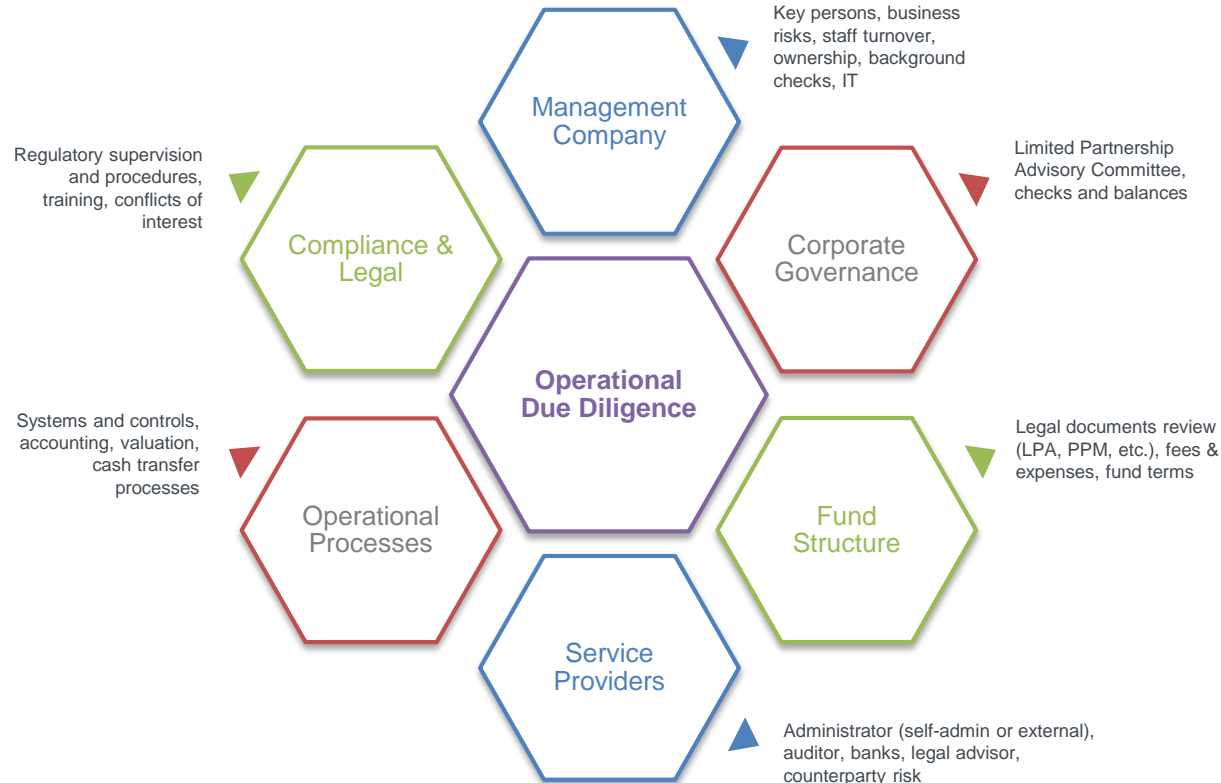 Key persons, business
risks, staff turnover,
ownership, background
checks, IT
Management
Company
Regulatory supervision
and procedures,
training, conflicts of
interest
Limited Partnership
Advisory Committee,
checks and balances
Compliance &
Legal
Corporate
Governance
Operational
Due Diligence
Systems and controls,
accounting, valuation,
cash transfer
processes
Legal documents review
(LPA, PPM, etc.), fees &
expenses, fund terms
Operational
Processes
Fund
Structure
Service
Providers
Administrator (self-admin or external),
auditor, banks, legal advisor,
counterparty risk